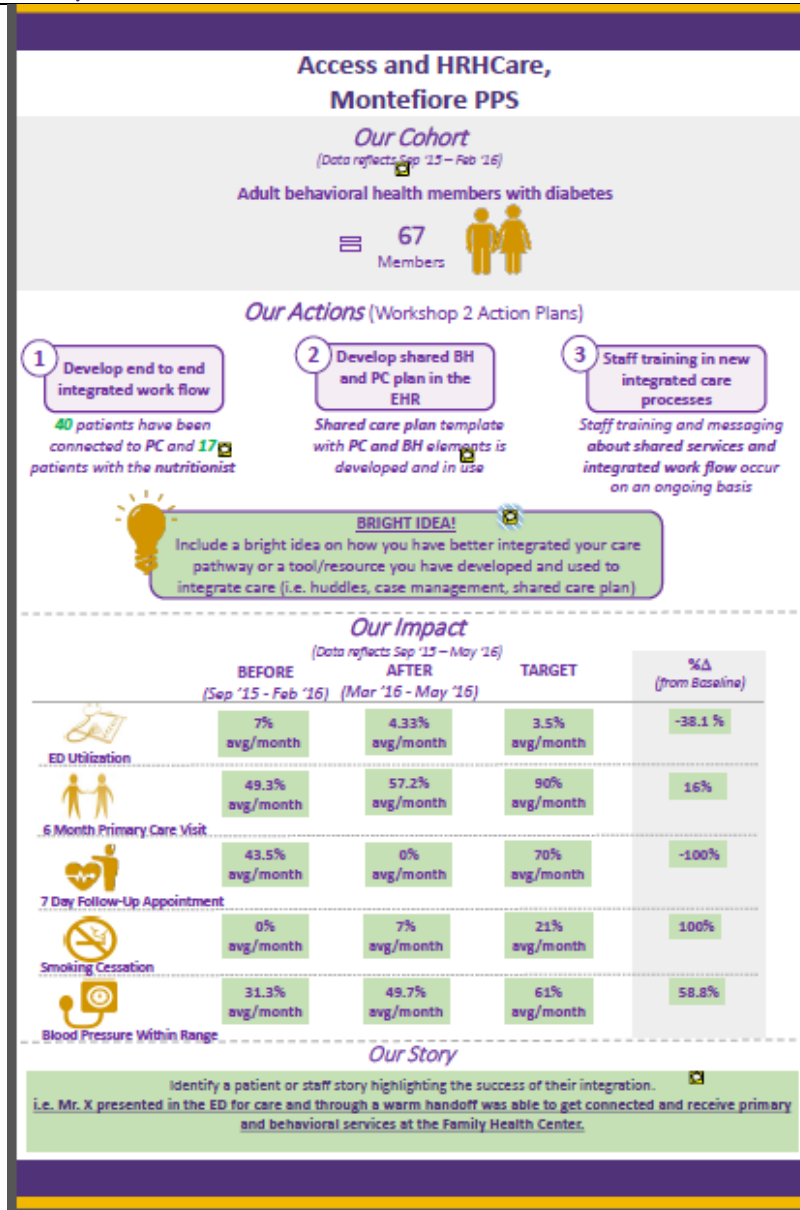 Access and HRHCare,
Montefiore PPS
Our Cohort
(Data reflects Sep '15 – Feb '16)
Adult behavioral health members with diabetes
= 67
Members
Our Actions (Workshop 2 Action Plans)
1
Develop end to end
integrated work flow
40 patients have been
connected to PC and 17
patients with the nutritionist
2
Develop shared BH
and PC plan in the
EHR
Shared care plan template
with PC and BH elements is
developed and in use
3
Staff training in new
integrated care
processes
Staff training and messaging
about shared services and
integrated work flow occur
on an ongoing basis
BRIGHT IDEA!
Include a bright idea on how you have better integrated your care
pathway or a tool/resource you have developed and used to
integrate care (i.e. huddles, case management, shared care plan)
Our Impact
(Data reflects Sep '15 – May '16)
BEFORE AFTER TARGET %Δ
(Sep '15 - Feb '16) (Mar '16 - May '16) (from Baseline)
7% 4.33% 3.5% -38.1 %
avg/month avg/month avg/month
ED Utilization
49.3% 57.2% 90% 16%
avg/month avg/month avg/month
6 Month Primary Care Visit
43.5% 0% 70% -100%
avg/month avg/month avg/month
7 Day Follow-Up Appointment
0% 7% 21% 100%
avg/month avg/month avg/month
Smoking Cessation
31.3% 49.7% 61% 58.8%
avg/month avg/month avg/month
Blood Pressure Within Range
Our Story
Identify a patient or staff story highlighting the success of their integration.
i.e. Mr. X presented in the ED for care and through a warm handoff was able to get connected and receive primary
and behavioral services at the Family Health Center.